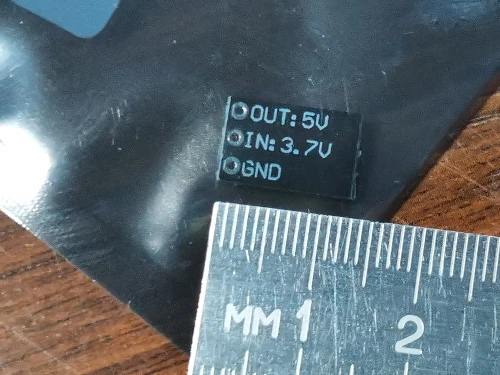 OUT: 5V
IN: 3.7V
GND
MM 1 2